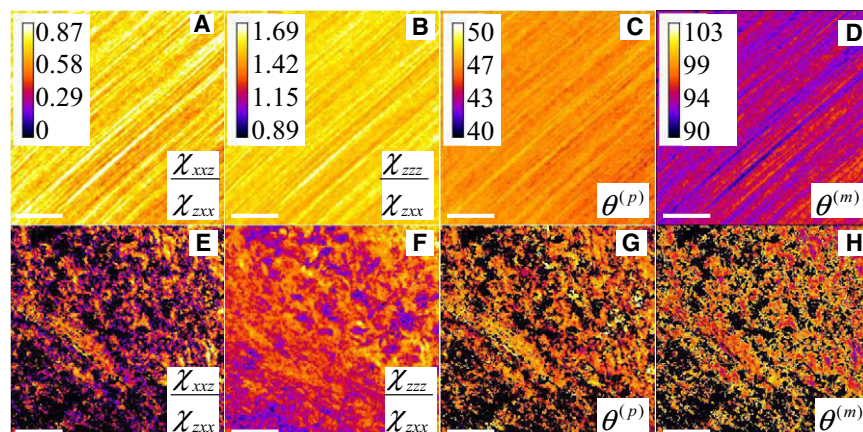 A
0.87
0.58
0.29
0
χxxz
χzxx
B
1.69
1.42
1.15
0.89
χzzz
χzxx
C
50
47
43
40
θ(p)
D
103
99
94
90
θ(m)
E
χxxz
χzxx
F
χzzz
χzxx
G
θ(p)
H
θ(m)